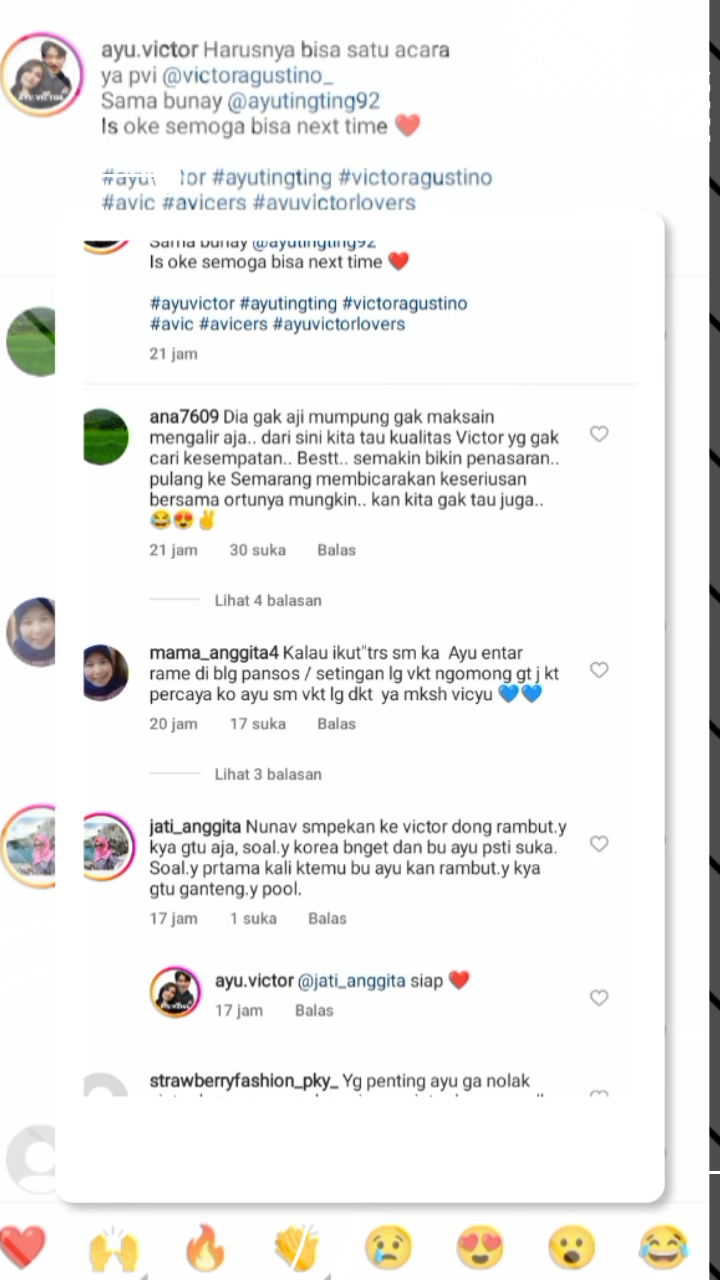 ayu.victor Harusnya bisa satu acara
ya pvi @victoragustino_
Sama bunay @ayutingting92
Is oke semoga bisa next time ❤️
#ayuv tor #ayutingting #victoragustino
#avic #avicers #ayuvictorlovers
Sama bunay @ayutingting92
Is oke semoga bisa next time ❤️
#ayuvictor #ayutingting #victoragustino
#avic #avicers #ayuvictorlovers
21 jam
ana7609 Dia gak aji mumpung gak maksain
mengalir aja.. dari sini kita tau kualitas Victor yg gak
cari kesempatan.. Bestt.. semakin bikin penasaran..
pulang ke Semarang membicarakan keseriusan
bersama ortunya mungkin.. kan kita gak tau juga..
😂😍✌️
21 jam 30 suka Balas
Lihat 4 balasan
mama_anggita4 Kalau ikut"trs sm ka Ayu entar
rame di blg pansos / setingan lg vkt ngomong gt j kt
percaya ko ayu sm vkt lg dkt ya mksh vicyu 💙💙
20 jam 17 suka Balas
Lihat 3 balasan
jati_anggita Nunav smpekan ke victor dong rambut.y
kya gtu aja, soal.y korea bnget dan bu ayu psti suka.
Soal.y prtama kali ktemu bu ayu kan rambut.y kya
gtu ganteng.y pool.
17 jam 1 suka Balas
ayu.victor @jati_anggita siap ❤️
17 jam Balas
strawberryfashion_pky_ Yg penting ayu ga nolak